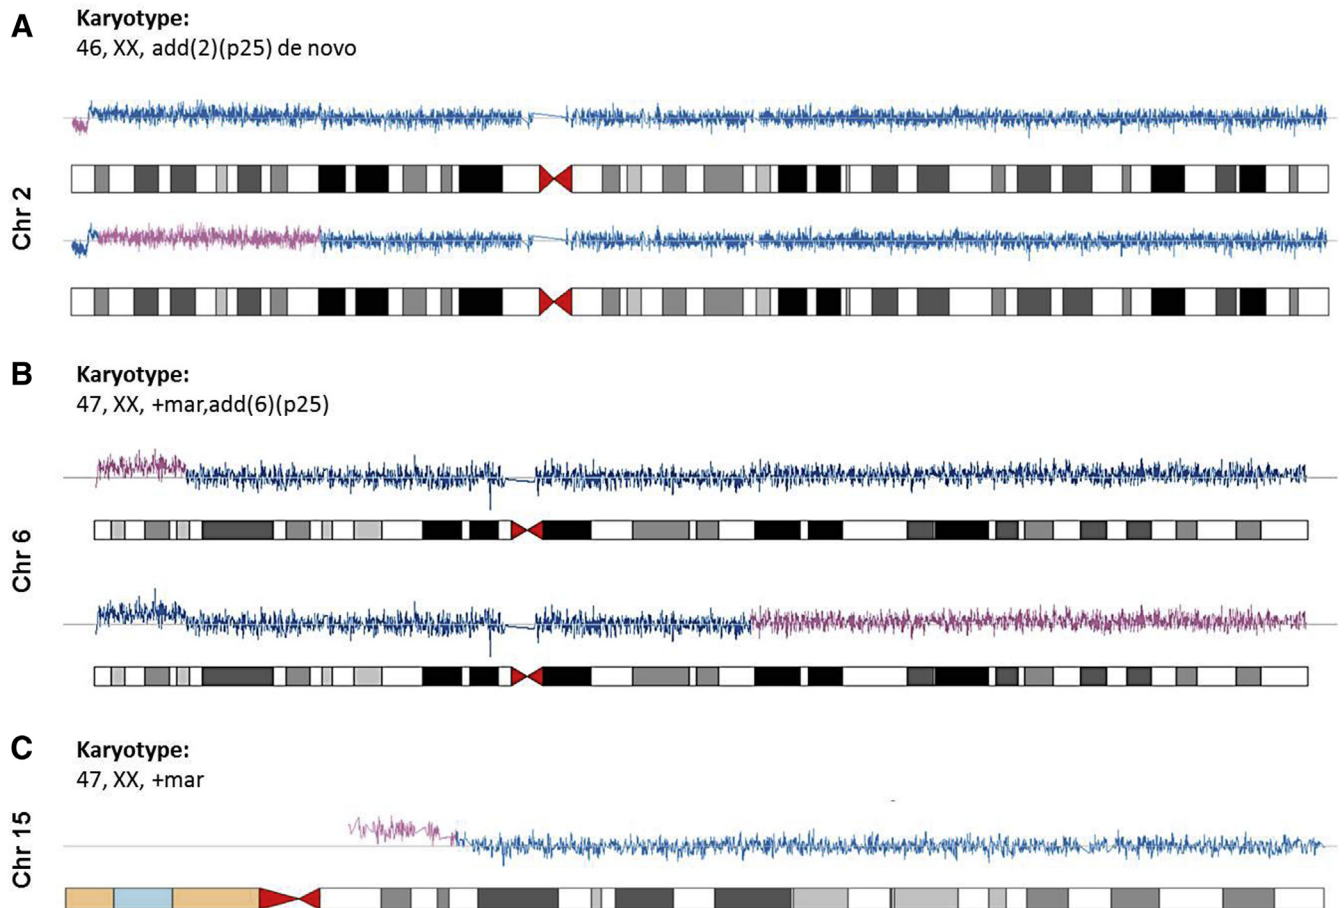 A
Karyotype:
46, XX, add(2)(p25) de novo
Chr 2
B
Karyotype:
47, XX, +mar,add(6)(p25)
Chr 6
C
Karyotype:
47, XX, +mar
Chr 15